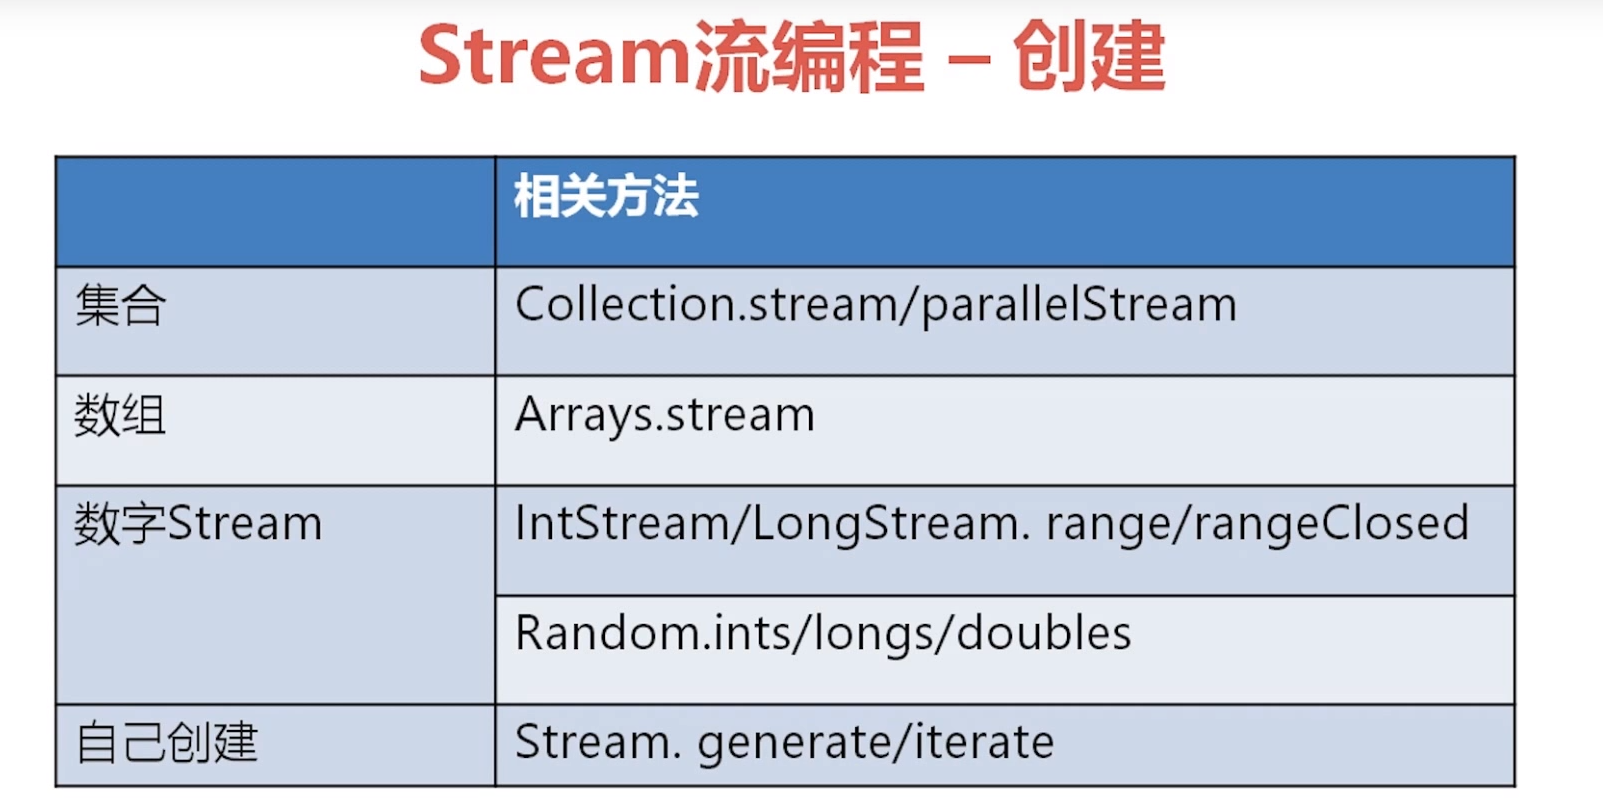 Stream流编程 – 创建
相关方法
集合
Collection.stream/parallelStream
数组
Arrays.stream
数字Stream
IntStream/LongStream. range/rangeClosed
Random.ints/longs/doubles
自己创建
Stream. generate/iterate